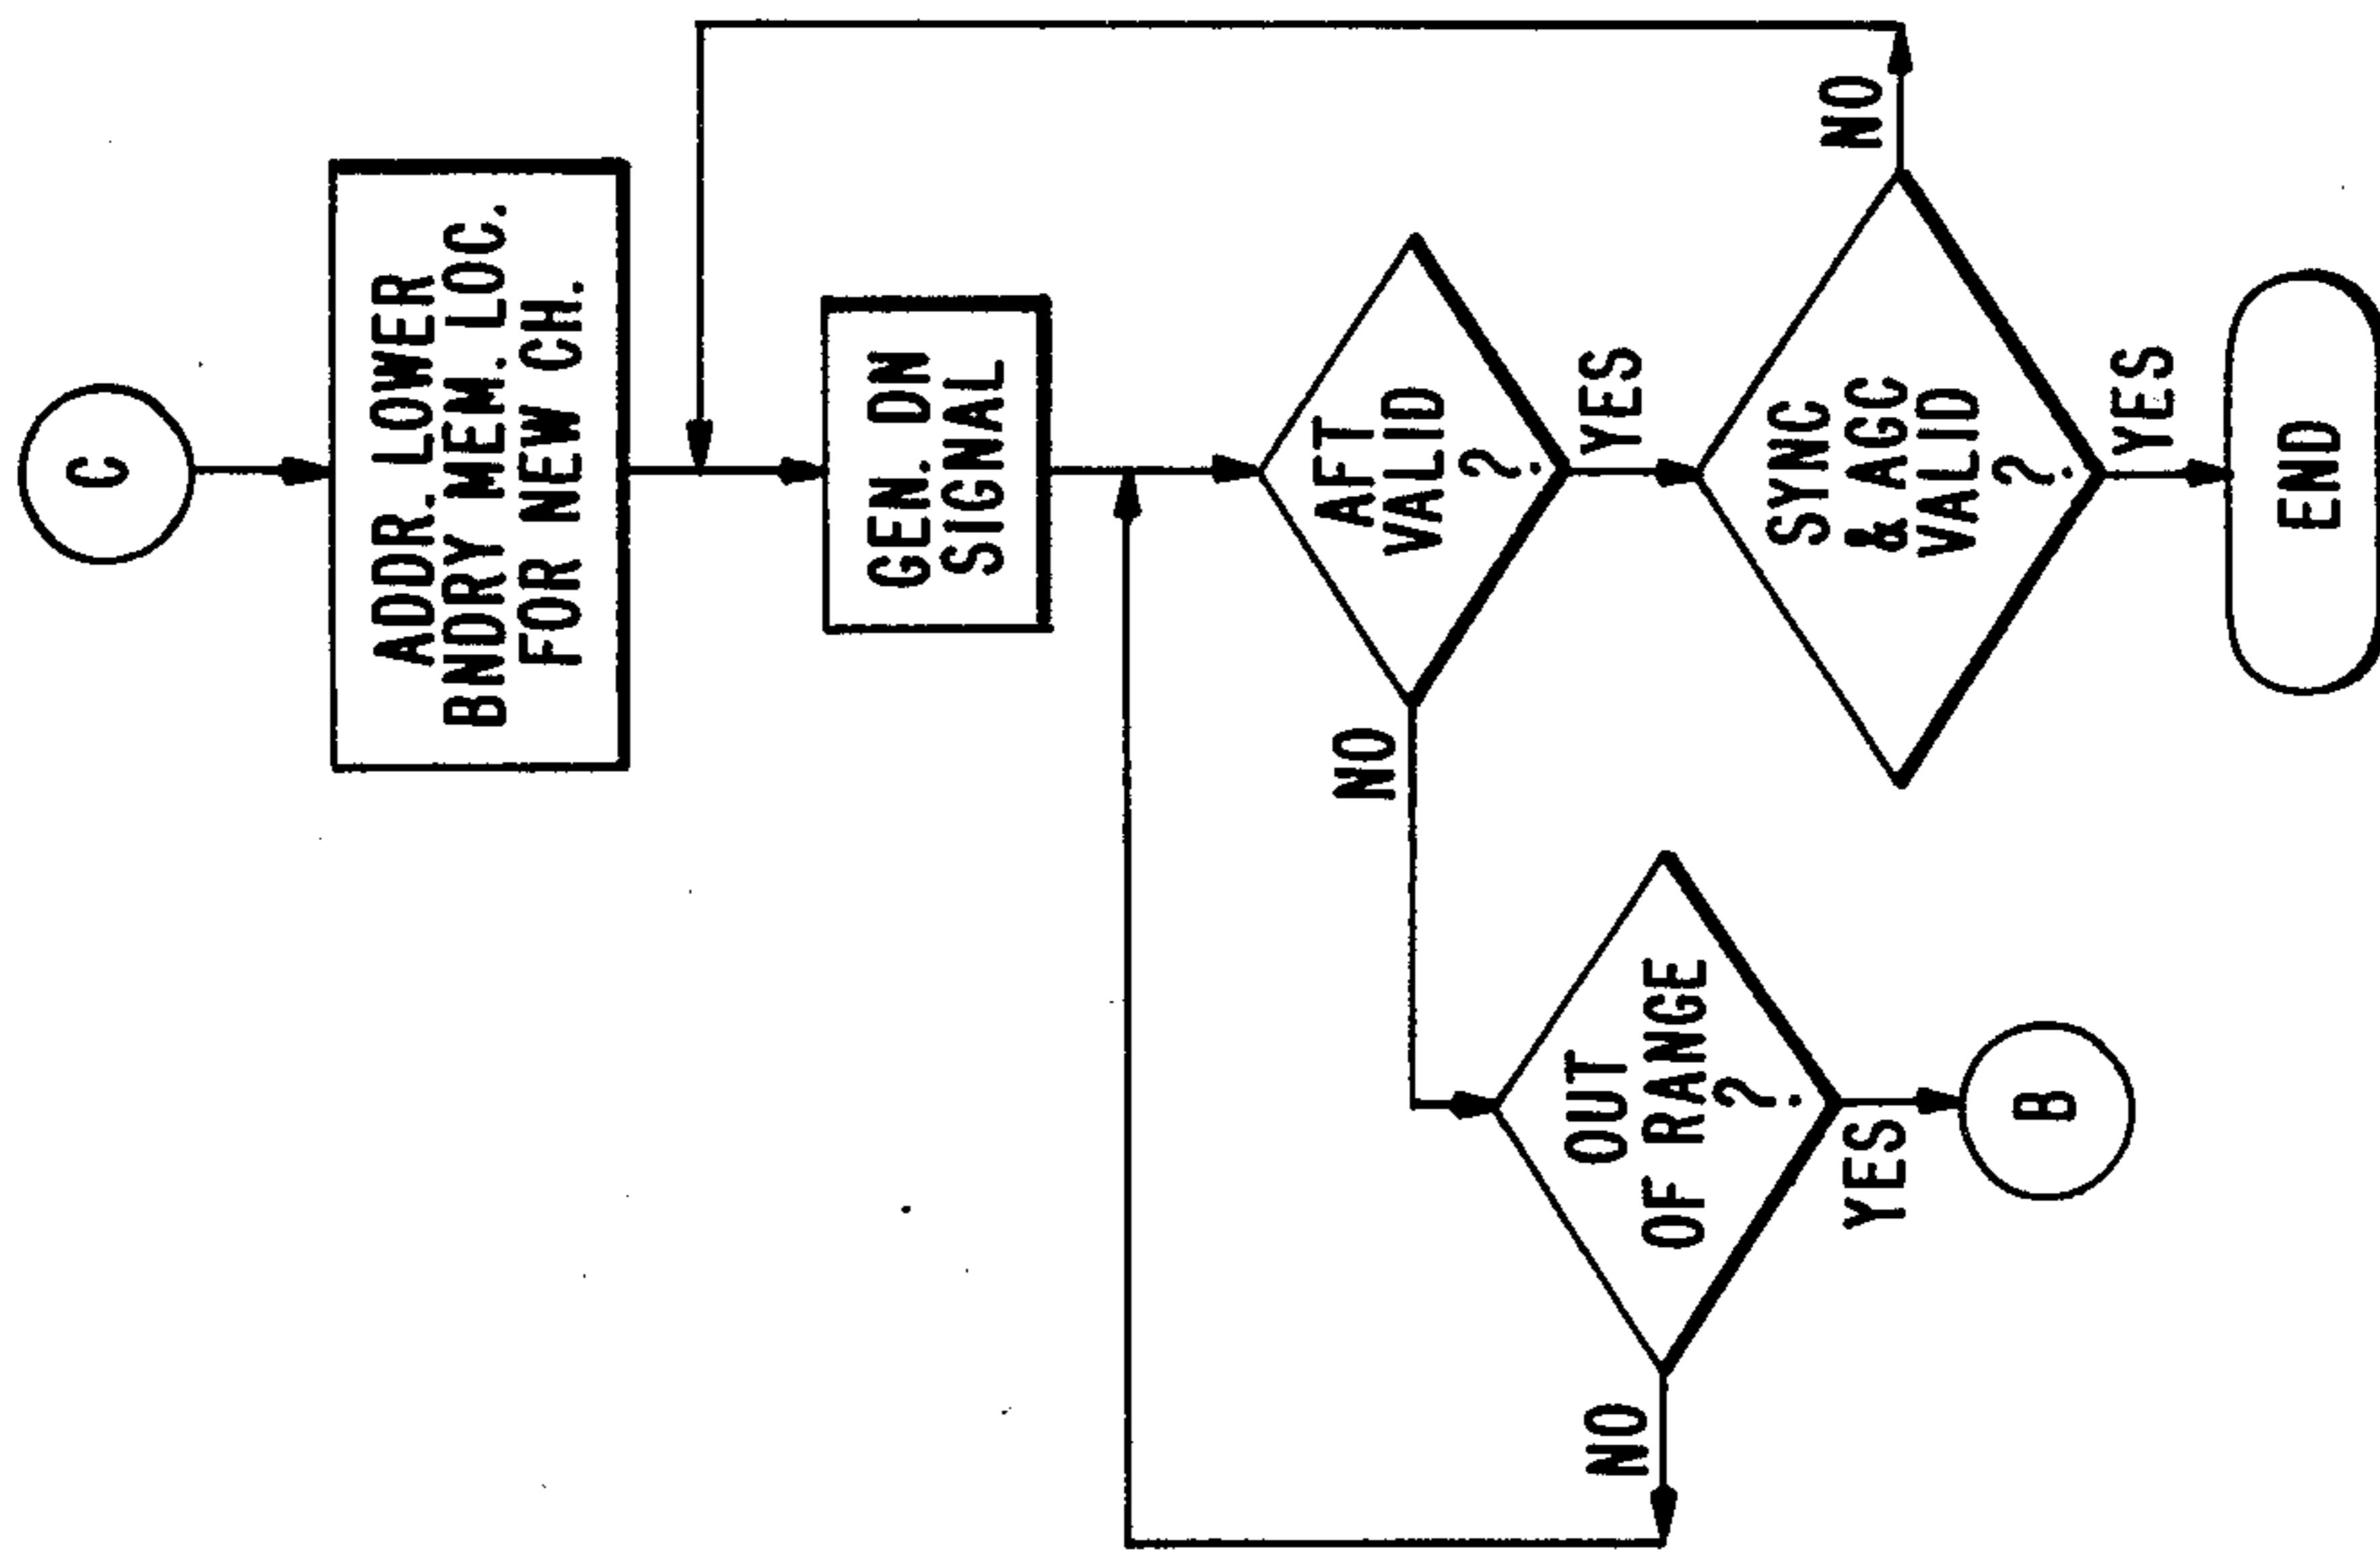 C
ADDR. LOWER
BNDRY MEM. LOC.
FOR NEW CH.
GEN. DN
SIGNAL
AFT
VALID
?
NO
YES
OUT
OF RANGE
?
NO
YES
B
SYNC
& AGC
VALID
?
NO
YES
END